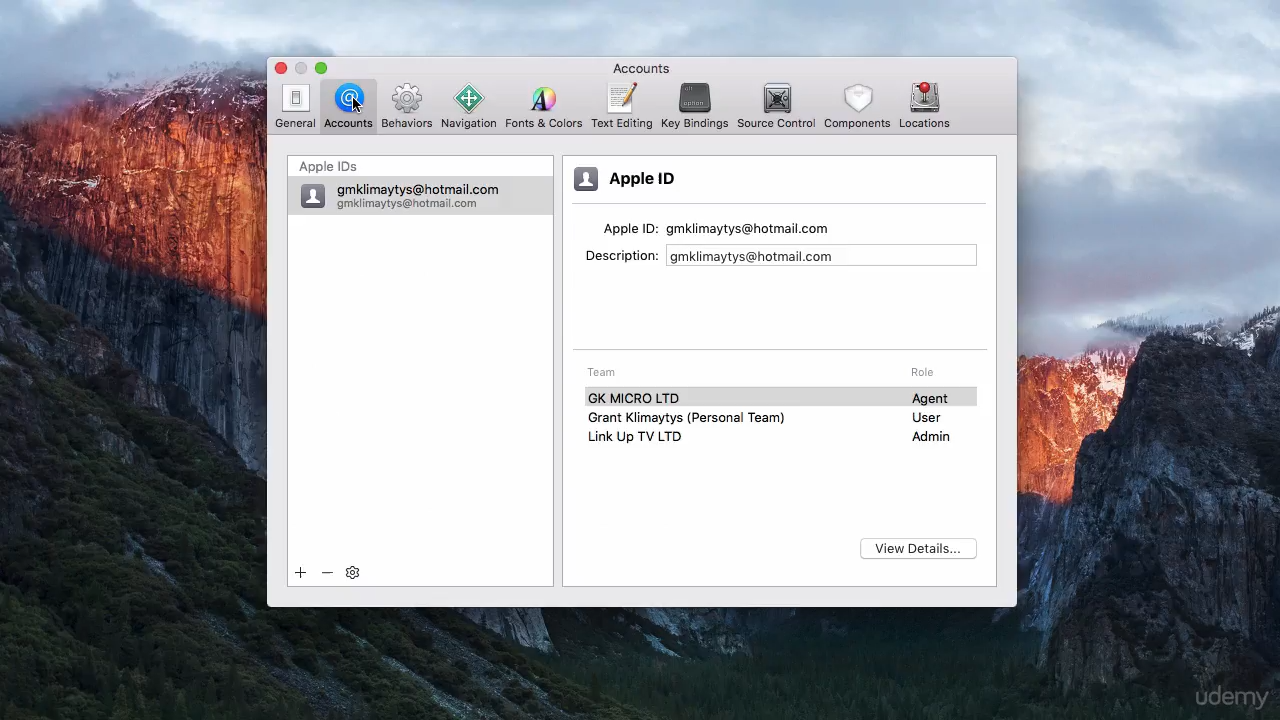 Accounts
General Accounts Behaviors Navigation Fonts & Colors Text Editing Key Bindings Source Control Components Locations
Apple IDs
gmklimaytys@hotmail.com
gmklimaytys@hotmail.com
Apple ID
Apple ID: gmklimaytys@hotmail.com
Description: gmklimaytys@hotmail.com
Team Role
GK MICRO LTD Agent
Grant Klimaytys (Personal Team) User
Link Up TV LTD Admin
View Details...
udemy